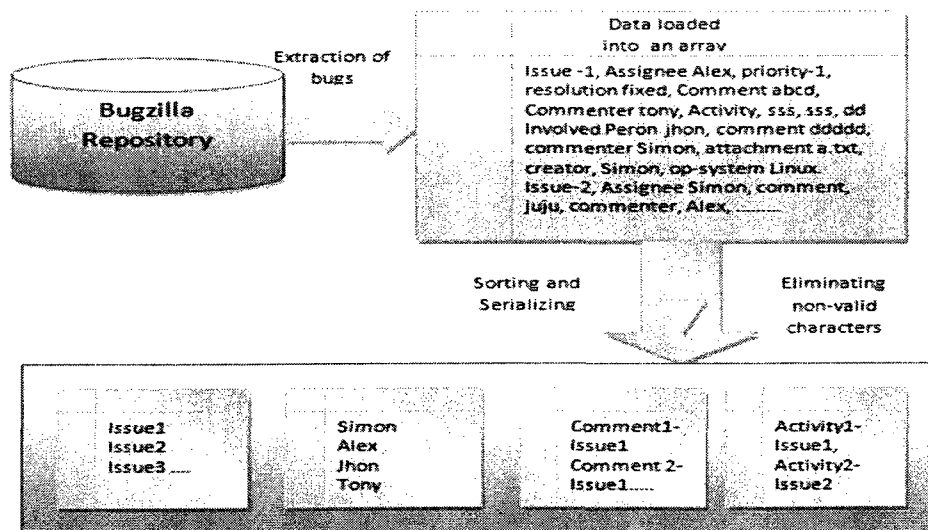 Extraction of
bugs
Bugzilla
Repository
Data loaded
into an array
Issue -1, Assignee Alex, priority-1,
resolution fixed, Comment abcd,
Commenter tony, Activity, sss, sss, dd
Involved Peron jhon, comment ddddd,
commenter Simon, attachment a.txt,
creator, Simon, op-system Linux.
Issue-2, Assignee Simon, comment,
juju, commenter, Alex, ..........
Sorting and
Serializing
Eliminating
non-valid
characters
Issue1
Issue2
Issue3 .....
Simon
Alex
Jhon
Tony
Comment1-
Issue1
Comment 2-
Issue1.....
Activity1-
Issue1,
Activity2-
Issue2